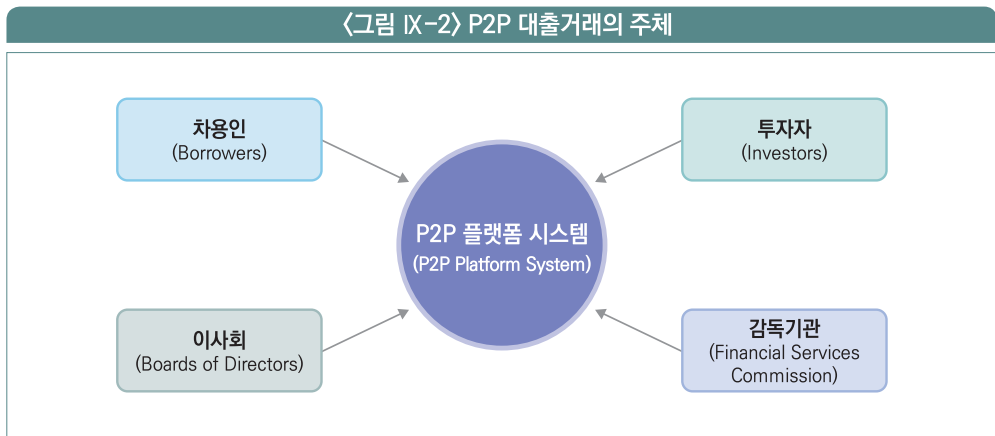 〈그림 Ⅸ-2〉 P2P 대출거래의 주체
차용인
(Borrowers)
투자자
(Investors)
P2P 플랫폼 시스템
(P2P Platform System)
이사회
(Boards of Directors)
감독기관
(Financial Services
Commission)